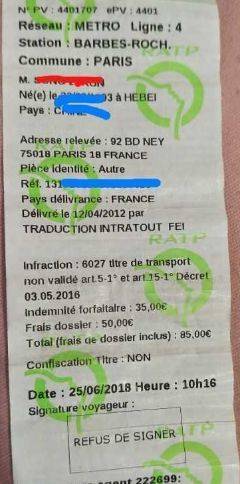 N° PV : 4401707 ePV : 4401
Réseau : METRO Ligne : 4
Station : BARBES-ROCH.
Commune : PARIS
M.
Né(e) le 93 à HEBEI
Pays :
Adresse relevée : 92 BD NEY
75018 PARIS 18 FRANCE
Pièce identité : Autre
Réf. 131
Pays délivrance : FRANCE
Délivré le 12/04/2012 par
TRADUCTION INTRATOUT FEI
RATP
Infraction : 6027 titre de transport
non validé art.5-1° et art.15-1° Décret
03.05.2016
Indemnité forfaitaire : 35,00€
Frais dossier : 50,00€
Total (frais de dossier inclus) : 85,00€
Confiscation Titre : NON
Date : 25/06/2018 Heure : 10h16
Signature voyageur :
REFUS DE SIGNER
RATP
agent 222699: